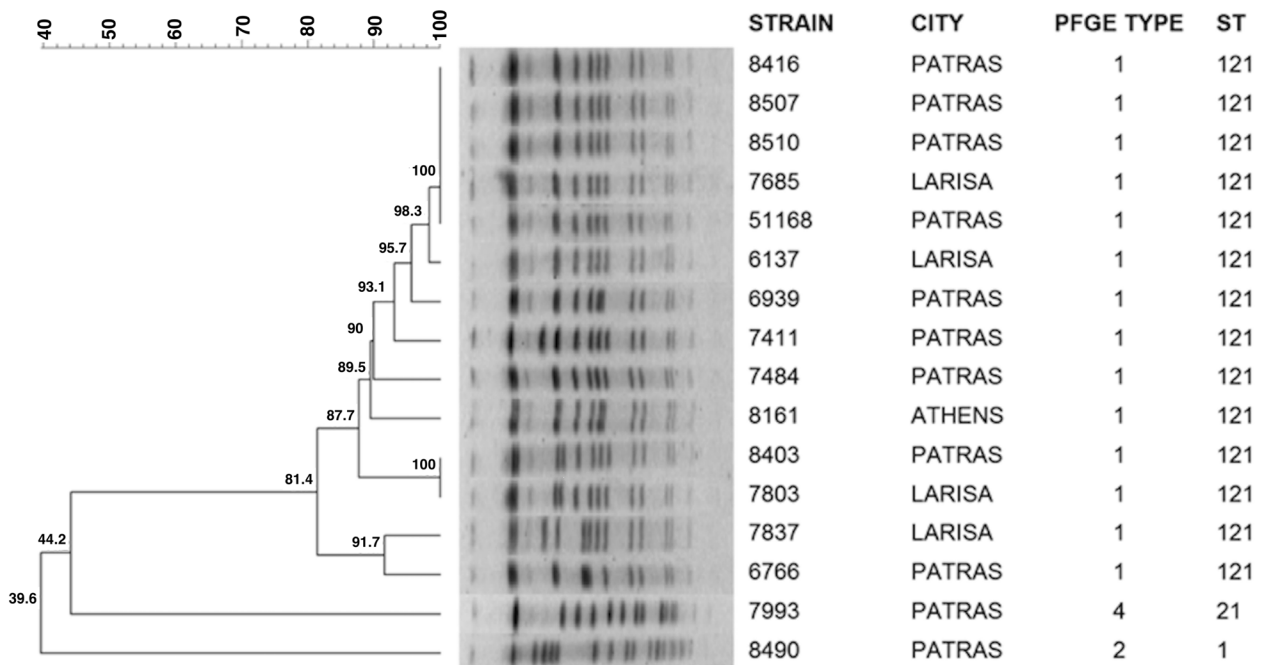 40 50 60 70 80 90 100
STRAIN CITY PFGE TYPE ST
8416 PATRAS 1 121
8507 PATRAS 1 121
8510 PATRAS 1 121
100 7685 LARISA 1 121
98.3 51168 PATRAS 1 121
95.7 6137 LARISA 1 121
93.1 6939 PATRAS 1 121
90 7411 PATRAS 1 121
89.5 7484 PATRAS 1 121
87.7 8161 ATHENS 1 121
100 8403 PATRAS 1 121
81.4 7803 LARISA 1 121
91.7 7837 LARISA 1 121
44.2 6766 PATRAS 1 121
39.6 7993 PATRAS 4 21
8490 PATRAS 2 1